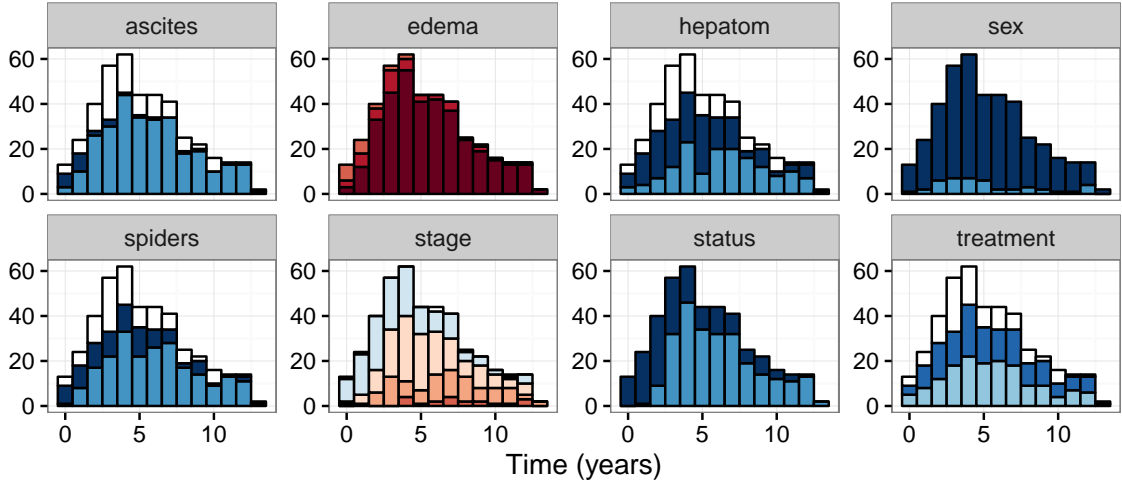 ascites edema hepatom sex
60
40
20
0
spiders stage status treatment
60
40
20
0
0 5 10 0 5 10 0 5 10 0 5 10
Time (years)